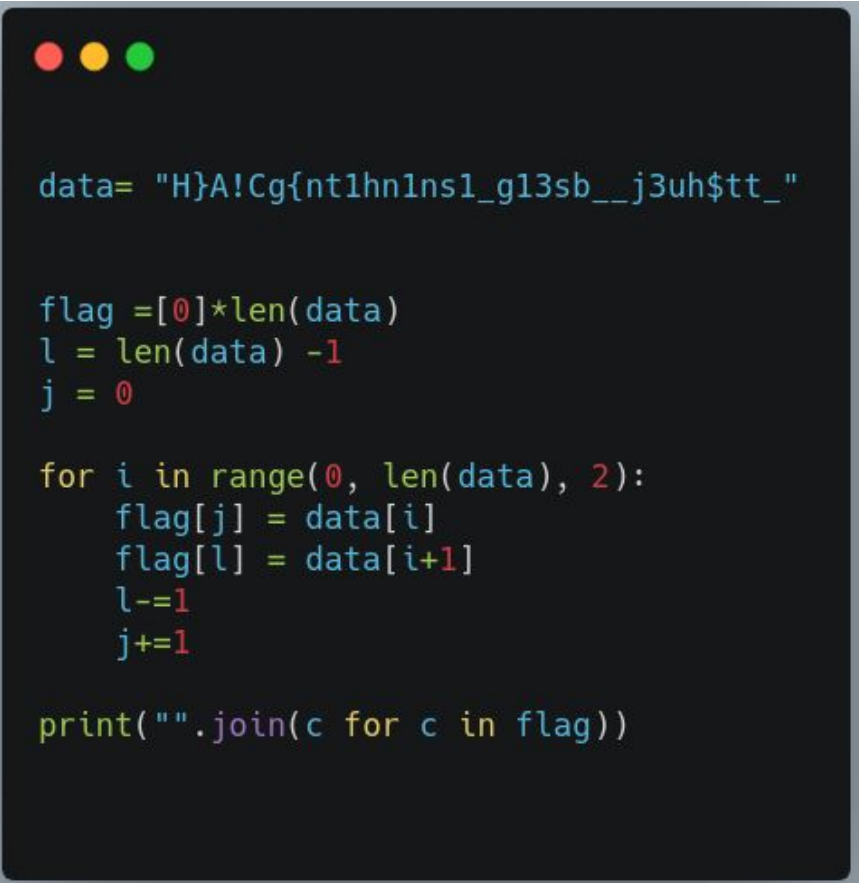 data= "H}A!Cg{nt1hn1ns1_g13sb__j3uh$tt_"
flag =[0]*len(data)
l = len(data) -1
j = 0
for i in range(0, len(data), 2):
    flag[j] = data[i]
    flag[l] = data[i+1]
    l-=1
    j+=1
print("".join(c for c in flag))